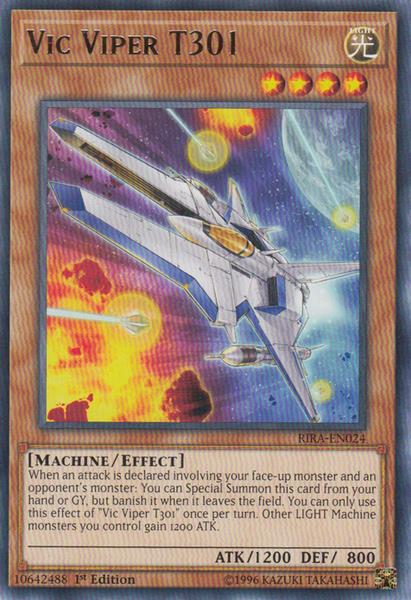 Vic Viper T301
LIGHT
光
RIRA-EN024
[Machine/Effect]
When an attack is declared involving your face-up monster and an
opponent's monster: You can Special Summon this card from your
hand or GY, but banish it when it leaves the field. You can only use
this effect of "Vic Viper T301" once per turn. Other LIGHT Machine
monsters you control gain 1200 ATK.
ATK/1200 DEF/ 800
10642488 1st Edition ©1996 KAZUKI TAKAHASHI